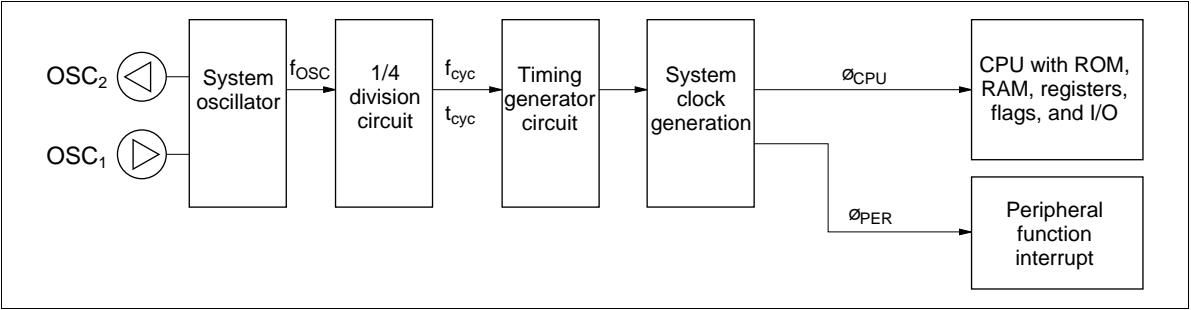 OSC2
OSC1
System
oscillator
fOSC
1/4
division
circuit
fcyc
tcyc
Timing
generator
circuit
System
clock
generation
øCPU
øPER
CPU with ROM,
RAM, registers,
flags, and I/O
Peripheral
function
interrupt